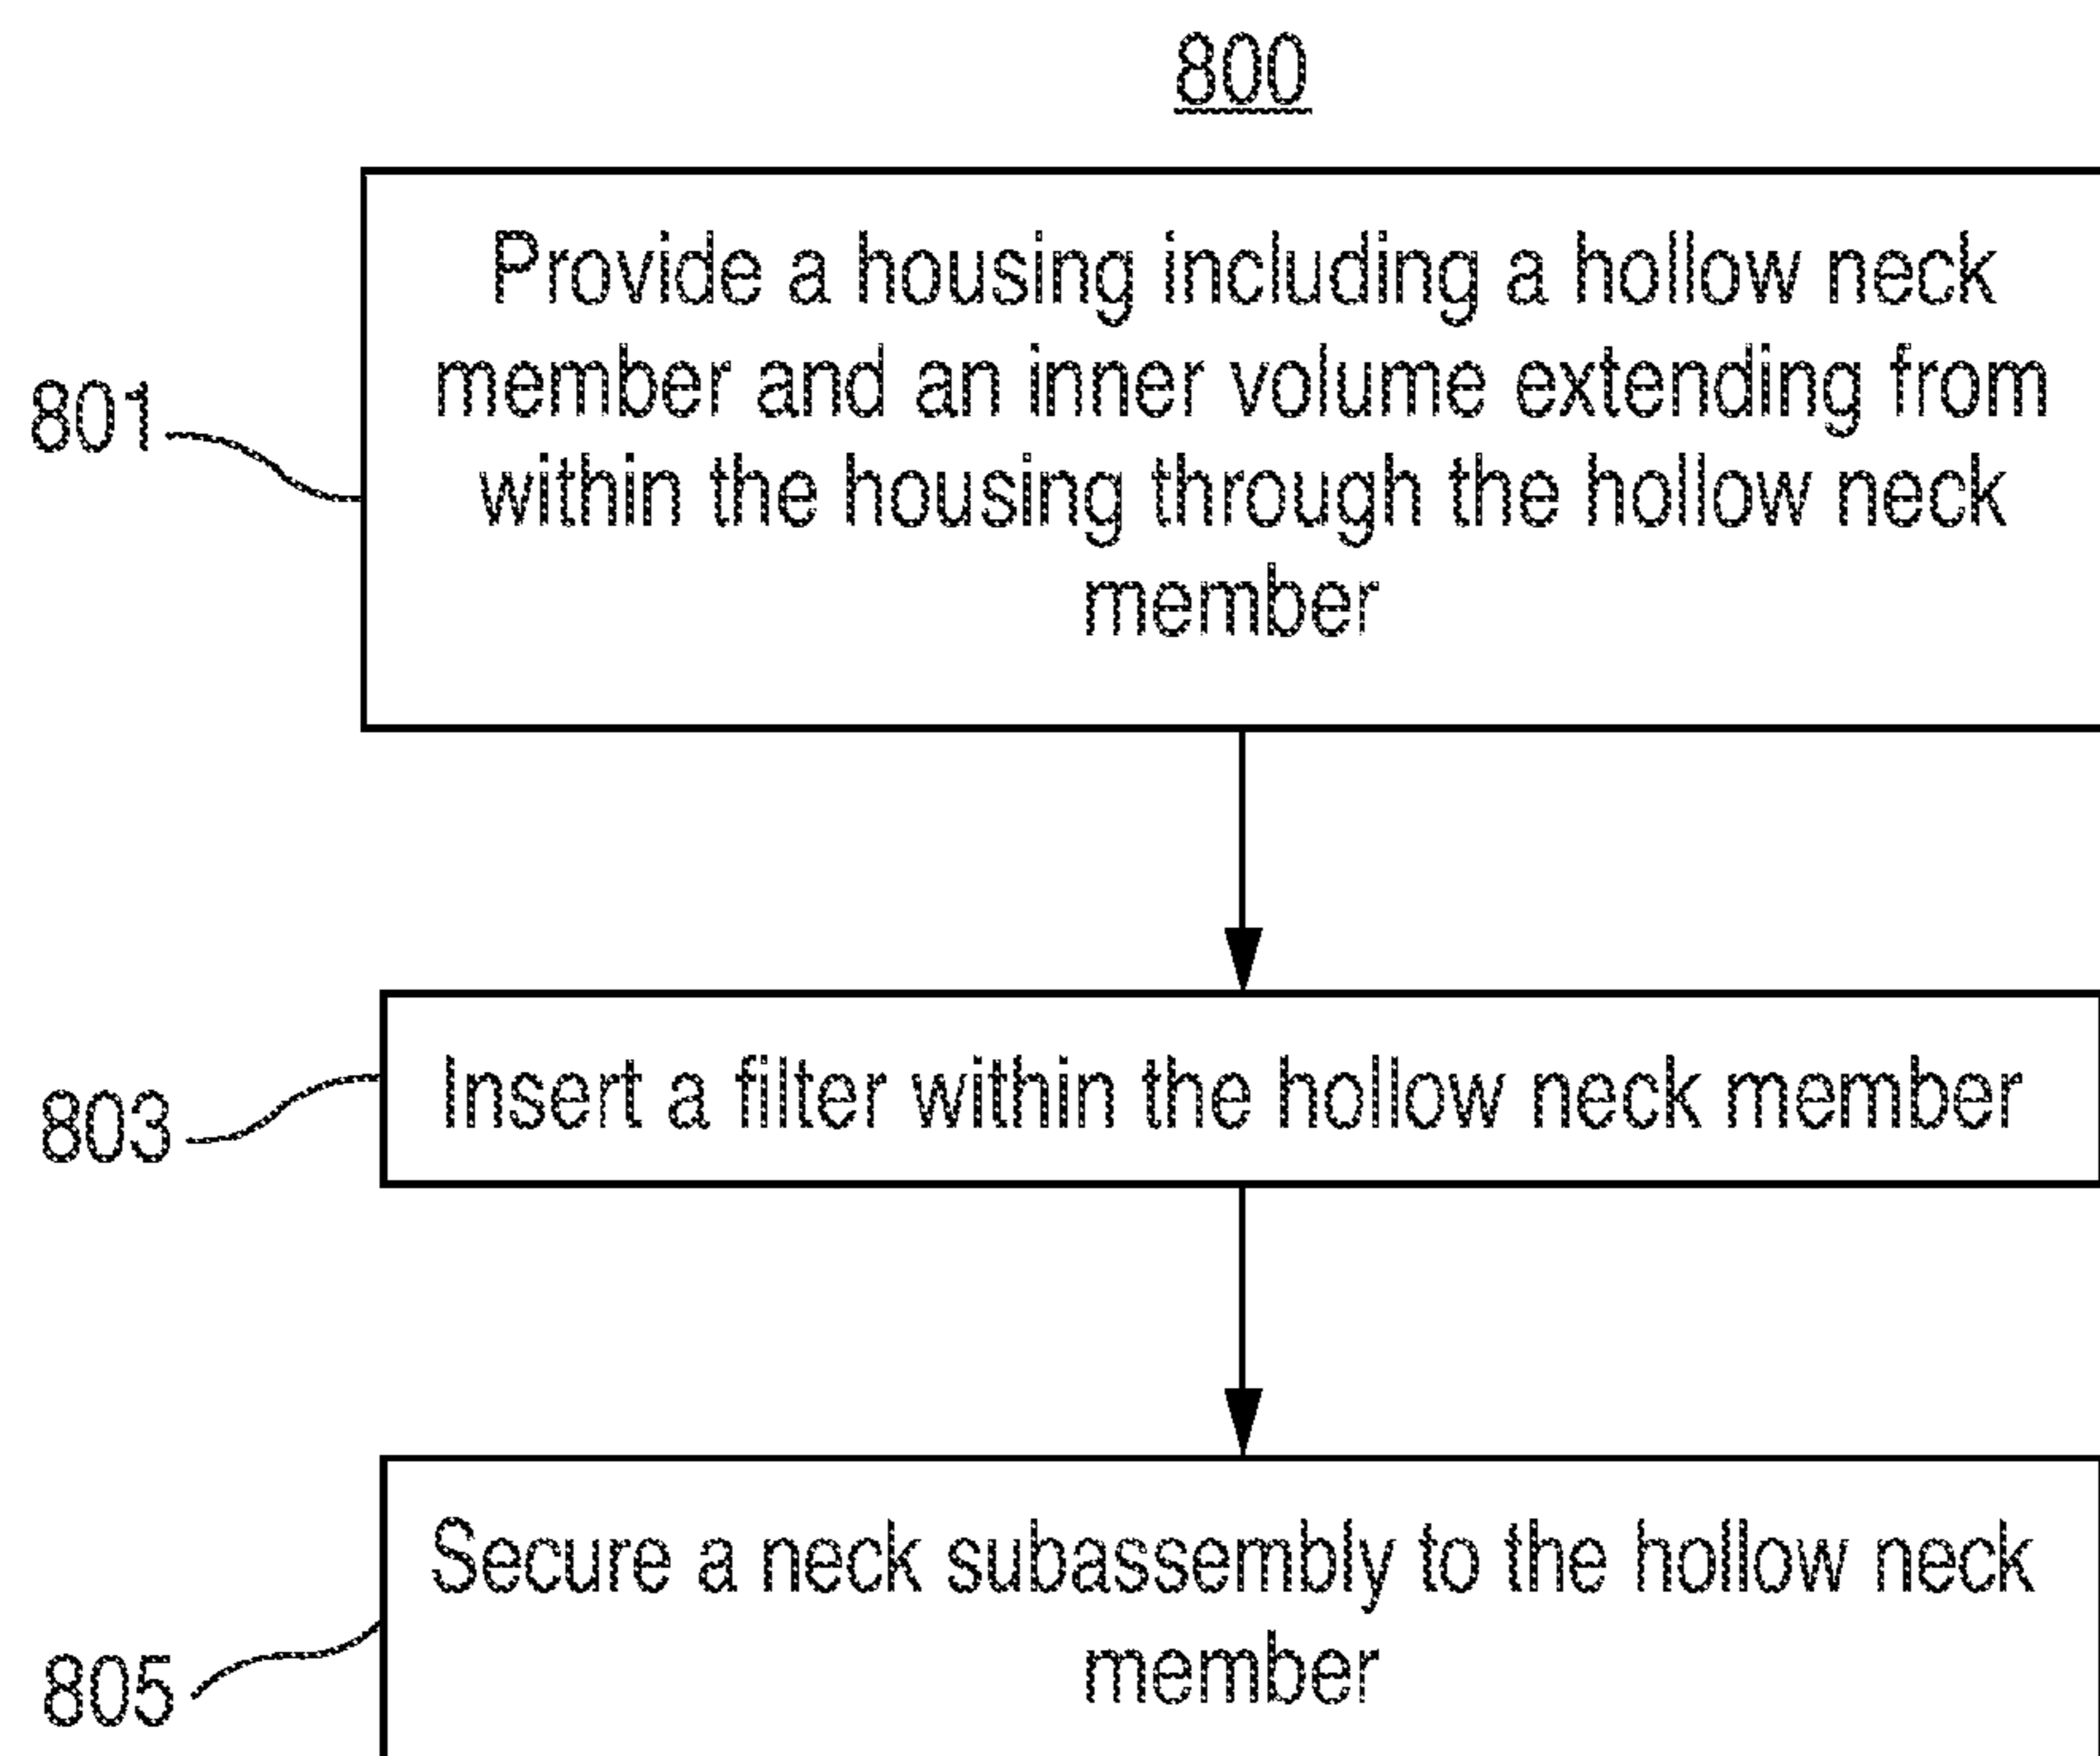 800
Provide a housing including a hollow neck
member and an inner volume extending from
within the housing through the hollow neck
member
801
Insert a filter within the hollow neck member
803
Secure a neck subassembly to the hollow neck
member
805